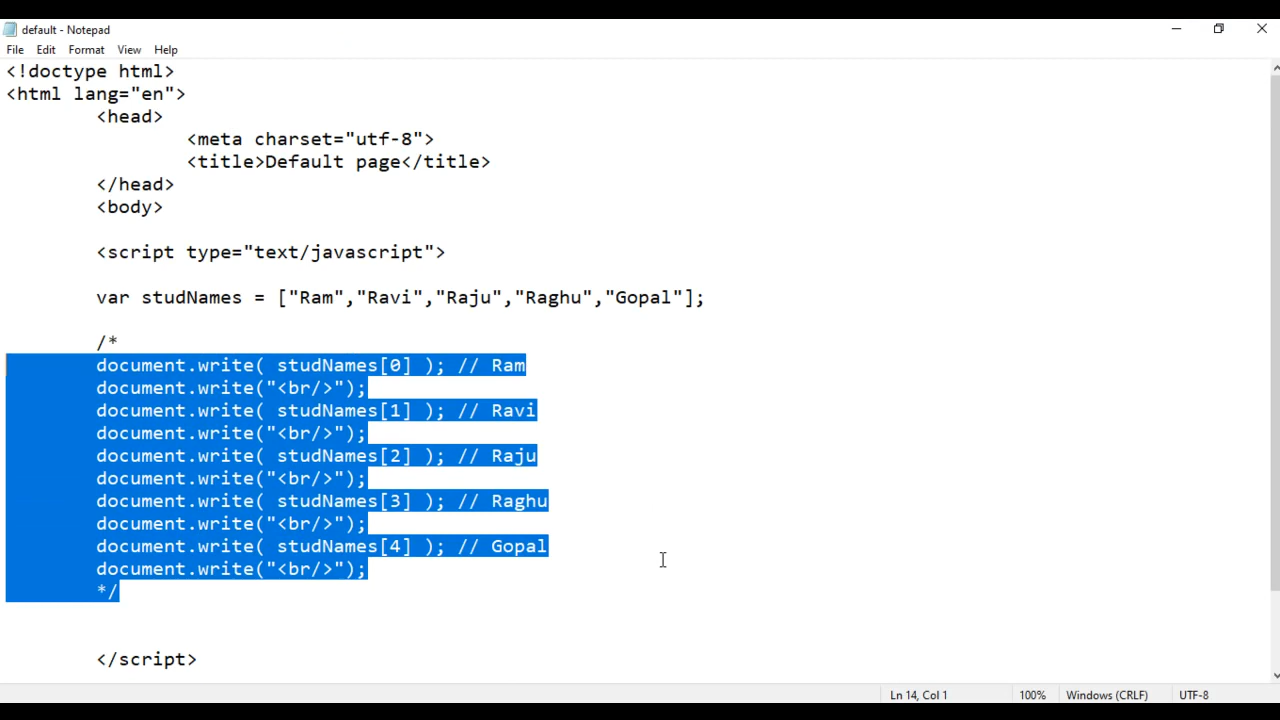 default - Notepad
File Edit Format View Help
<!doctype html>
<html lang="en">
<head>
<meta charset="utf-8">
<title>Default page</title>
</head>
<body>
<script type="text/javascript">
var studNames = ["Ram","Ravi","Raju","Raghu","Gopal"];
/*
document.write( studNames[0] ); // Ram
document.write("<br/>");
document.write( studNames[1] ); // Ravi
document.write("<br/>");
document.write( studNames[2] ); // Raju
document.write("<br/>");
document.write( studNames[3] ); // Raghu
document.write("<br/>");
document.write( studNames[4] ); // Gopal
document.write("<br/>");
*/
</script>
Ln 14, Col 1 100% Windows (CRLF) UTF-8